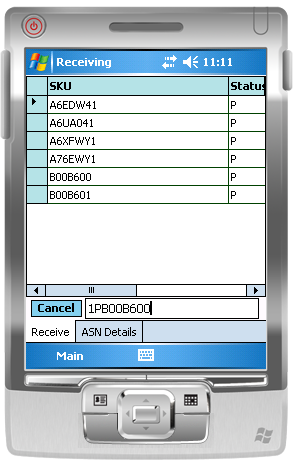 Receiving 11:11
SKU Status
A6EDW41 P
A6UA041 P
A6XFWY1 P
A76EWY1 P
B00B600 P
B00B601 P
Cancel 1PB00B600
Receive ASN Details
Main